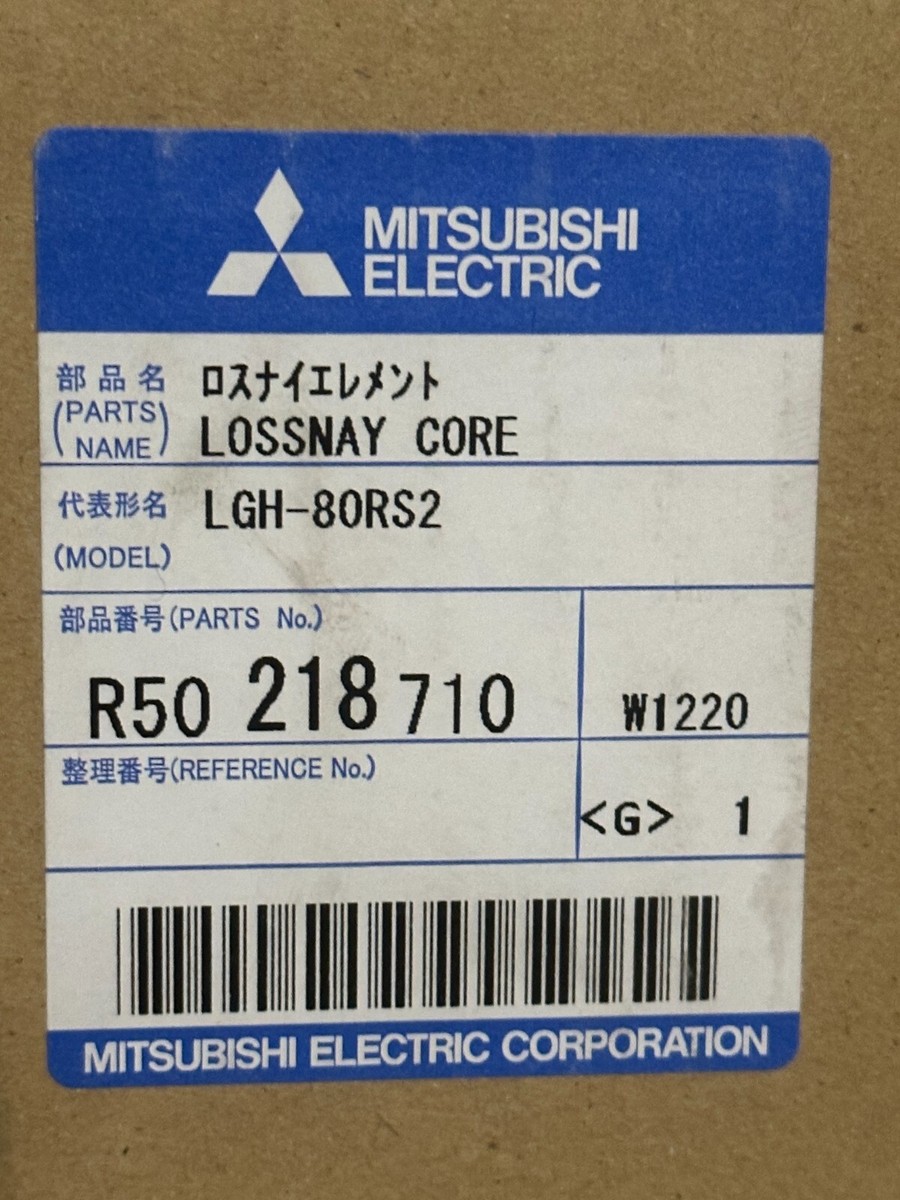 MITSUBISHI
ELECTRIC
部品名 ロスナイエレメント
(PARTS NAME) LOSSNAY CORE
代表形名 LGH-80RS2
(MODEL)
部品番号(PARTS No.)
R50 218 710 W1220
整理番号(REFERENCE No.)
<G> 1
MITSUBISHI ELECTRIC CORPORATION